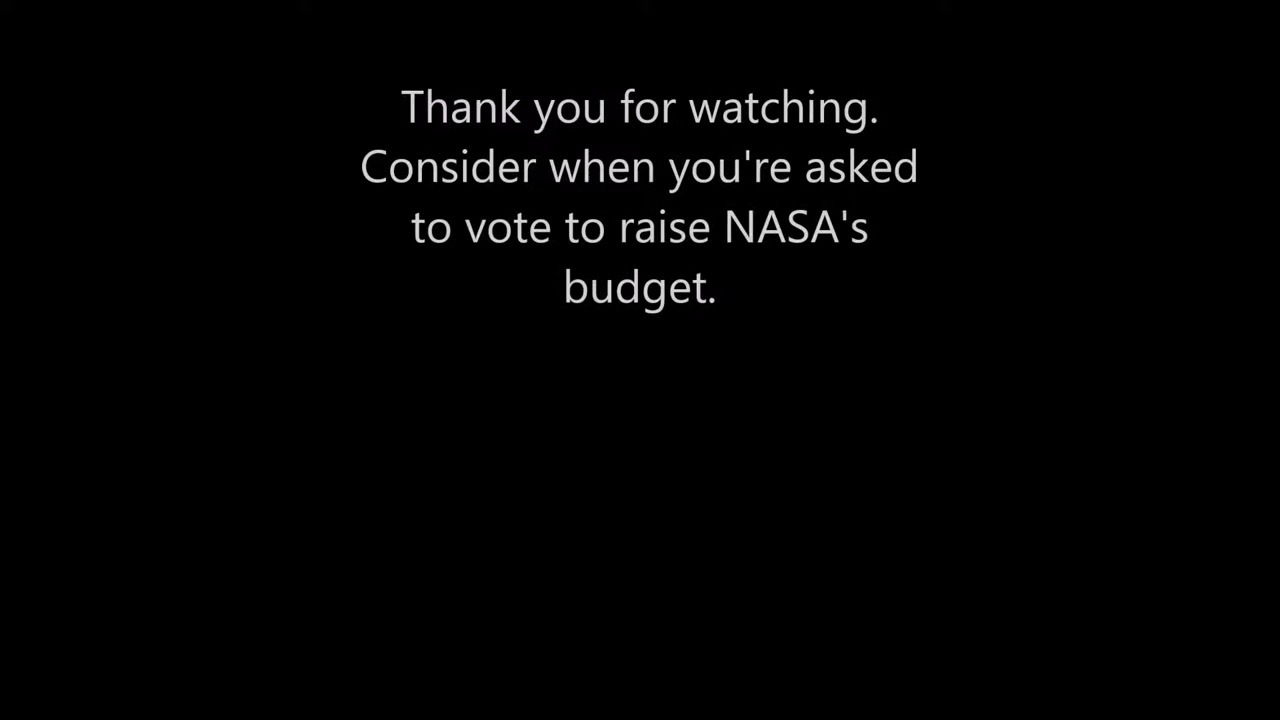 Thank you for watching.
Consider when you're asked
to vote to raise NASA's
budget.